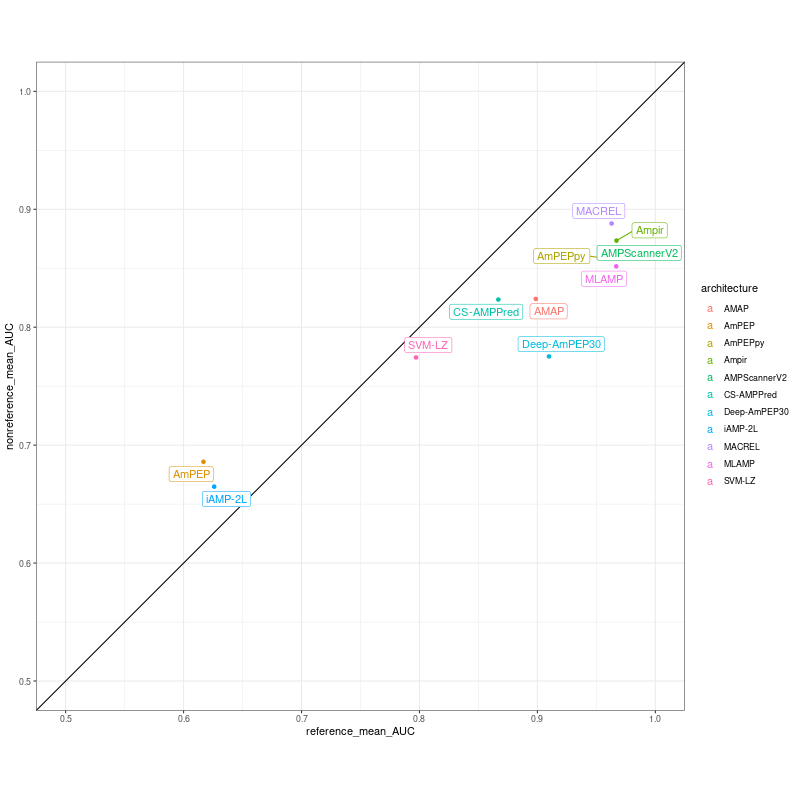 1.0
0.9
0.8
0.7
0.6
0.5
nonreference_mean_AUC
MACREL
Ampir
AmPEPpy
AMPScannerV2
MLAMP
CS-AMPPred
AMAP
SVM-LZ
Deep-AmPEP30
AmPEP
iAMP-2L
0.5 0.6 0.7 0.8 0.9 1.0
reference_mean_AUC
architecture
a AMAP
a AmPEP
a AmPEPpy
a Ampir
a AMPScannerV2
a CS-AMPPred
a Deep-AmPEP30
a iAMP-2L
a MACREL
a MLAMP
a SVM-LZ